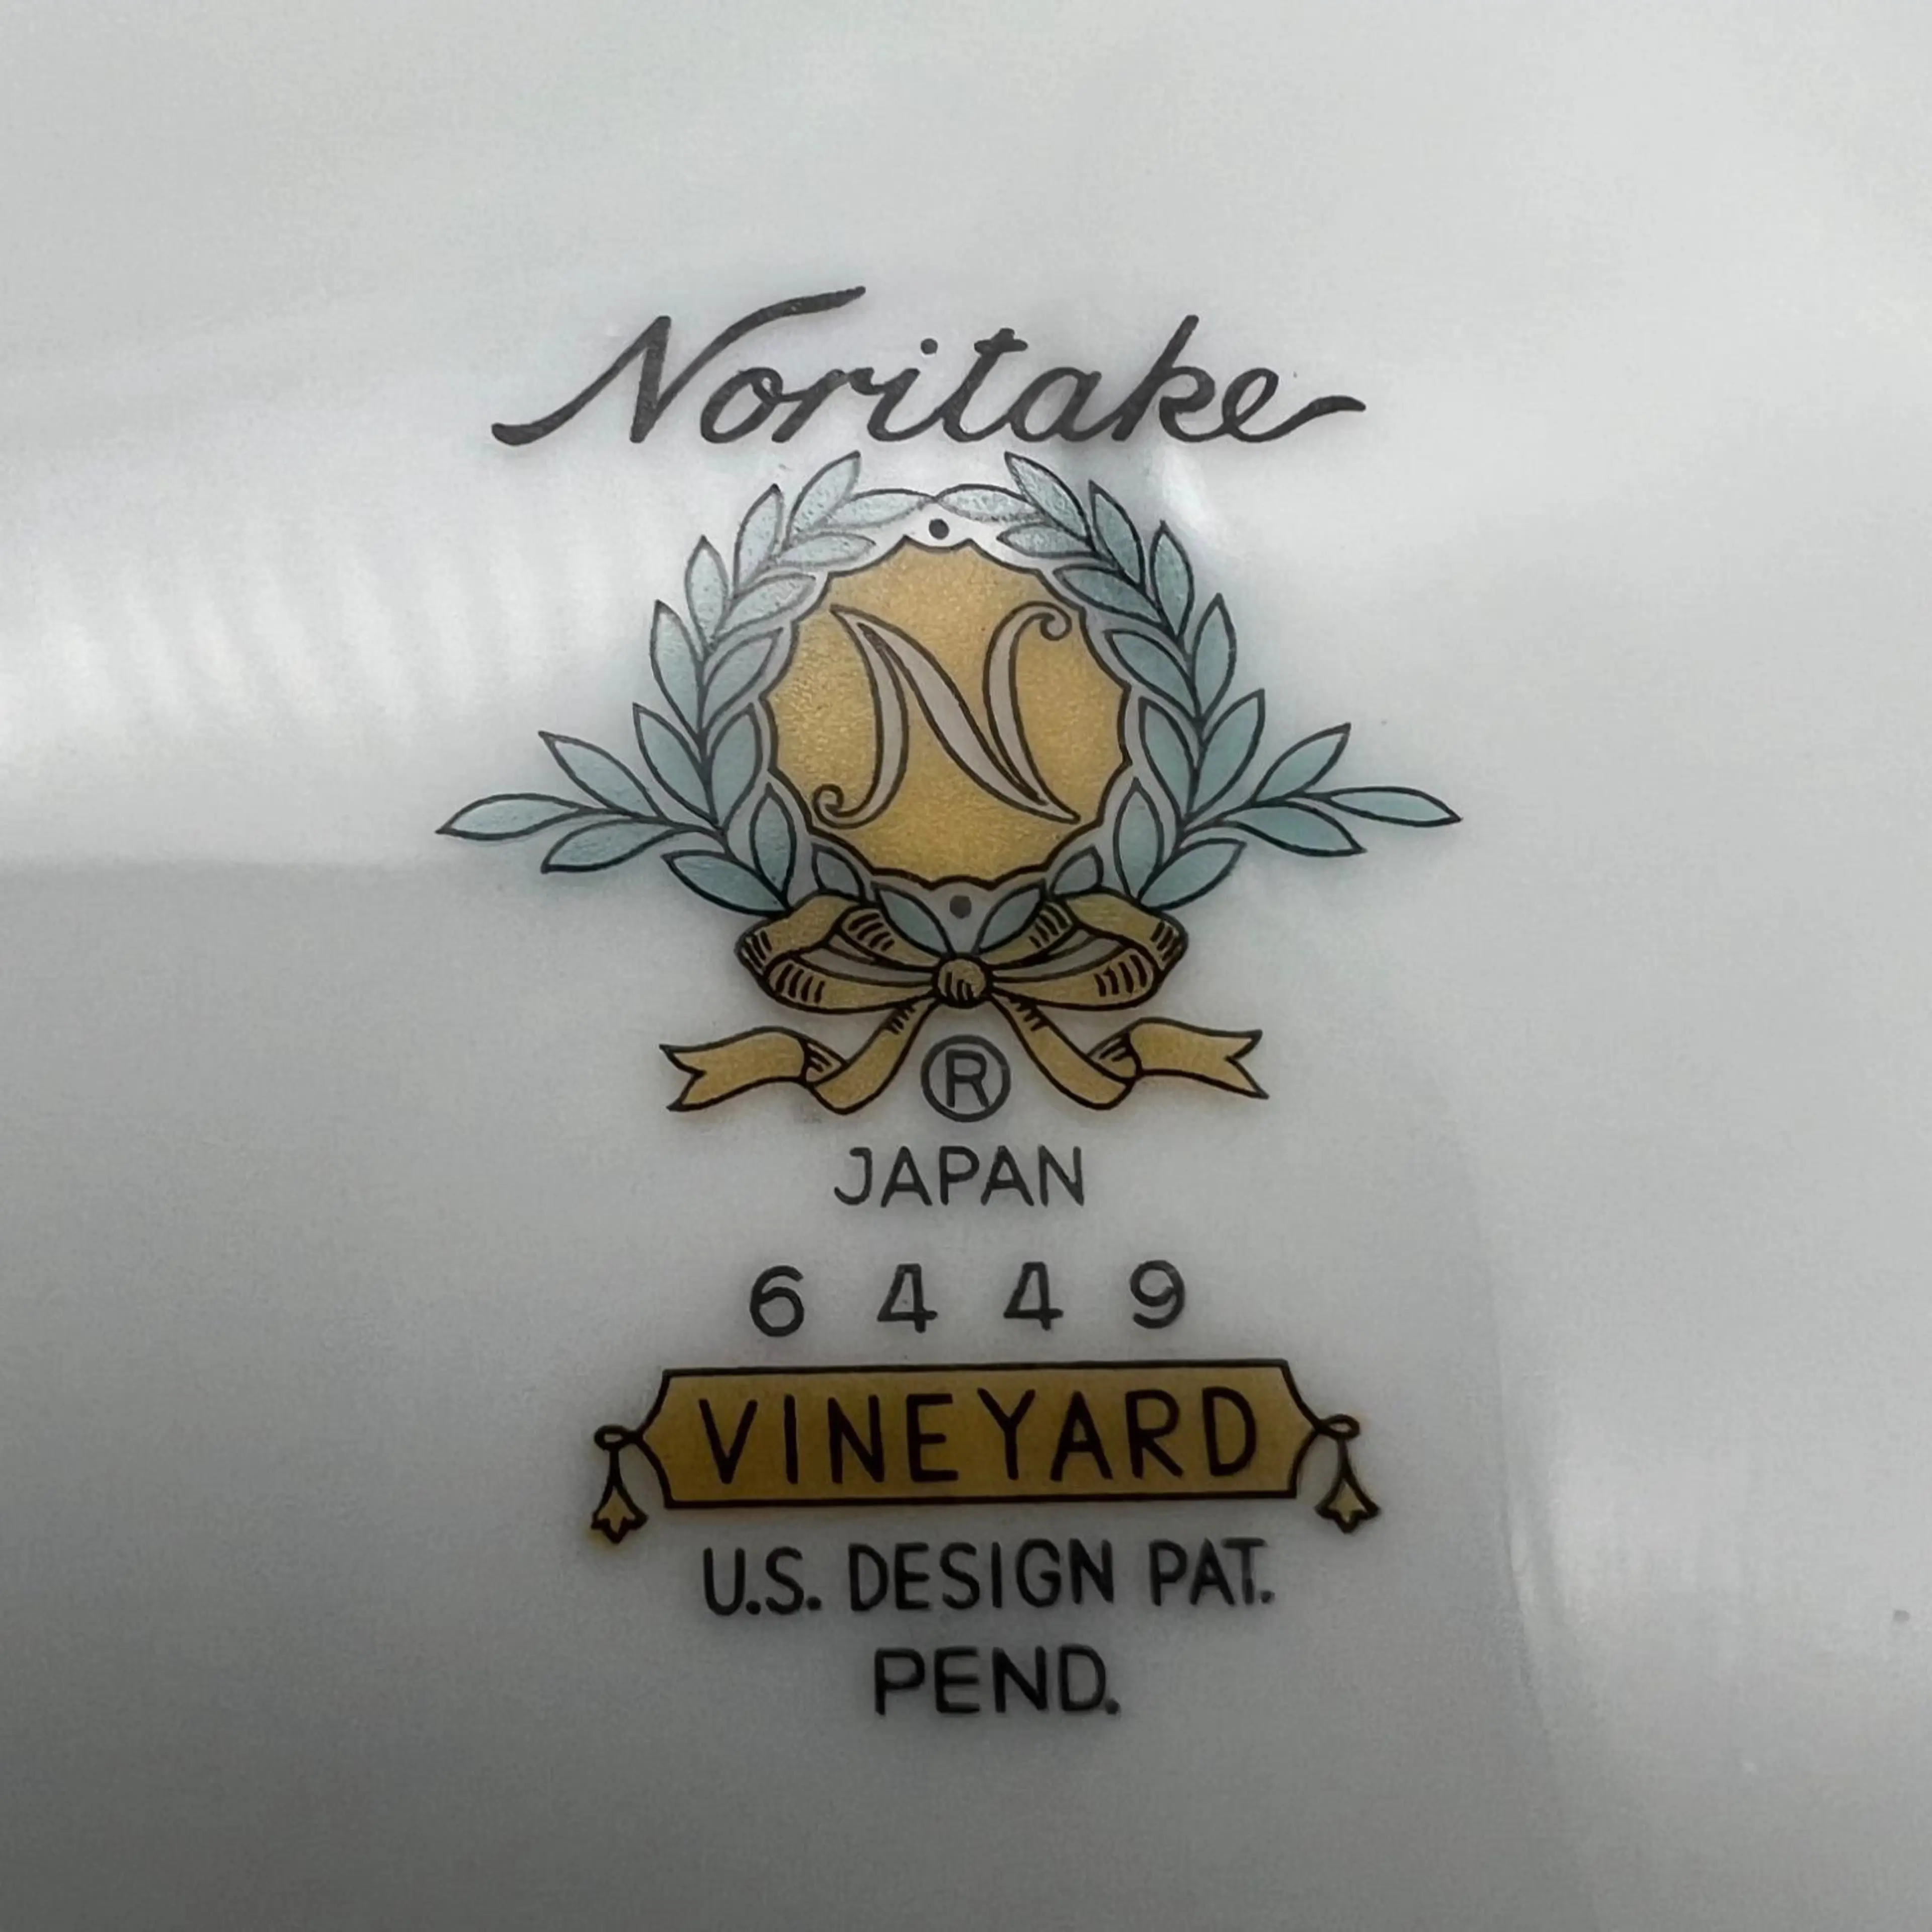 Noritake
N
®
JAPAN
6449
VINEYARD
U.S. DESIGN PAT.
PEND.